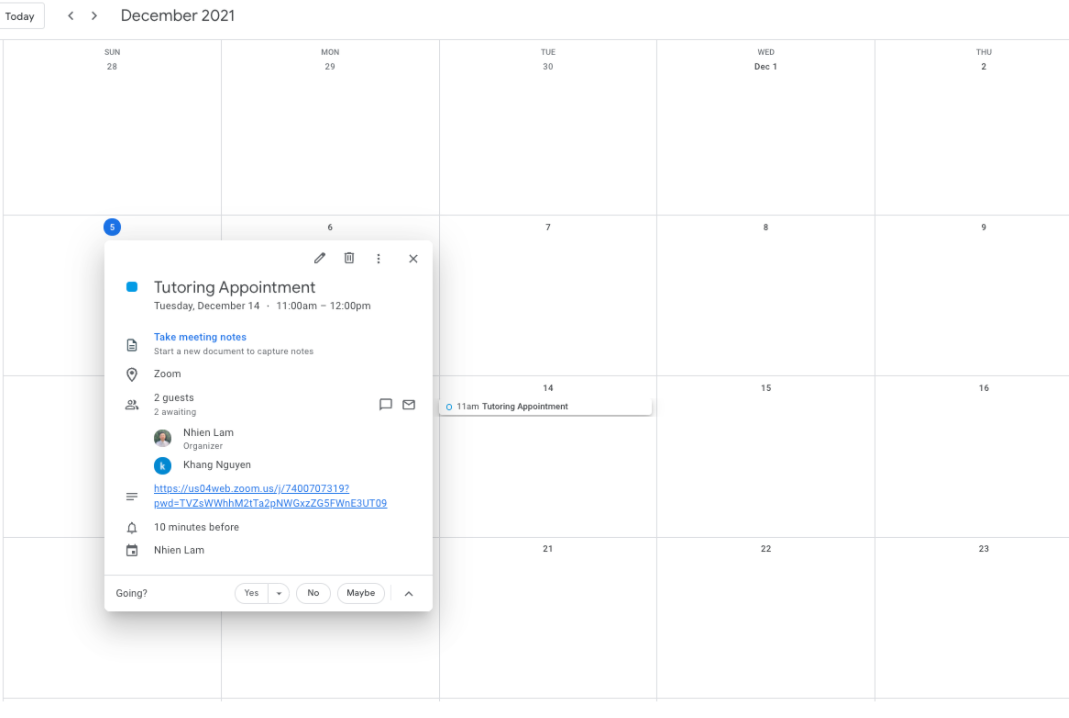 Today December 2021
SUN MON TUE WED THU
28 29 30 Dec 1 2
5 6 7 8 9
Tutoring Appointment
Tuesday, December 14 · 11:00am – 12:00pm
Take meeting notes
Start a new document to capture notes
Zoom
2 guests
2 awaiting
Nhien Lam
Organizer
k Khang Nguyen
https://us04web.zoom.us/j/7400707319?
pwd=TVZsWWhhM2tTa2pNWGxzZG5FWnE3UT09
10 minutes before
Nhien Lam
Going? Yes No Maybe
14 15 16
11am Tutoring Appointment
21 22 23